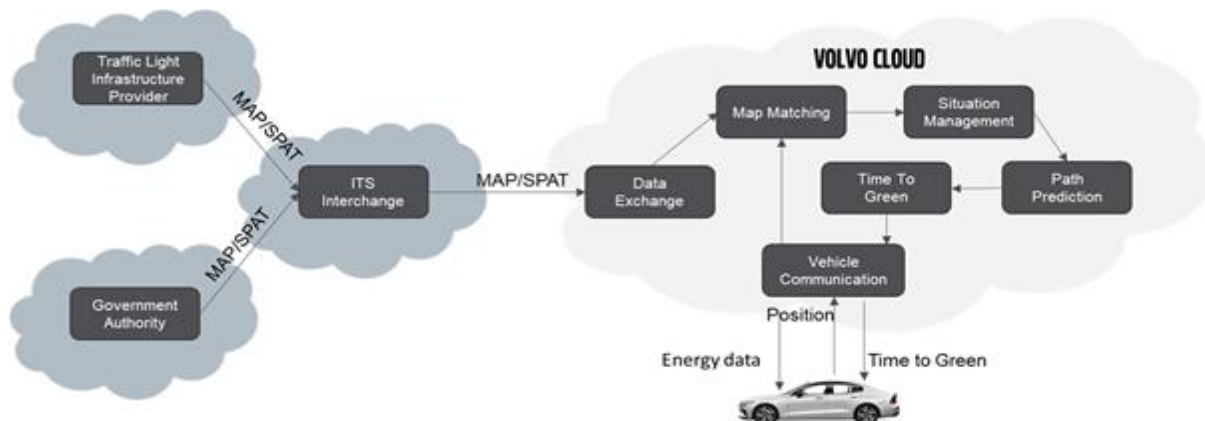 Traffic Light
Infrastructure
Provider
MAP/SPAT
ITS
Interchange
MAP/SPAT
Government
Authority
MAP/SPAT
VOLVO CLOUD
Map Matching
Situation
Management
Data
Exchange
Time To
Green
Path
Prediction
Vehicle
Communication
Position
Energy data
Time to Green